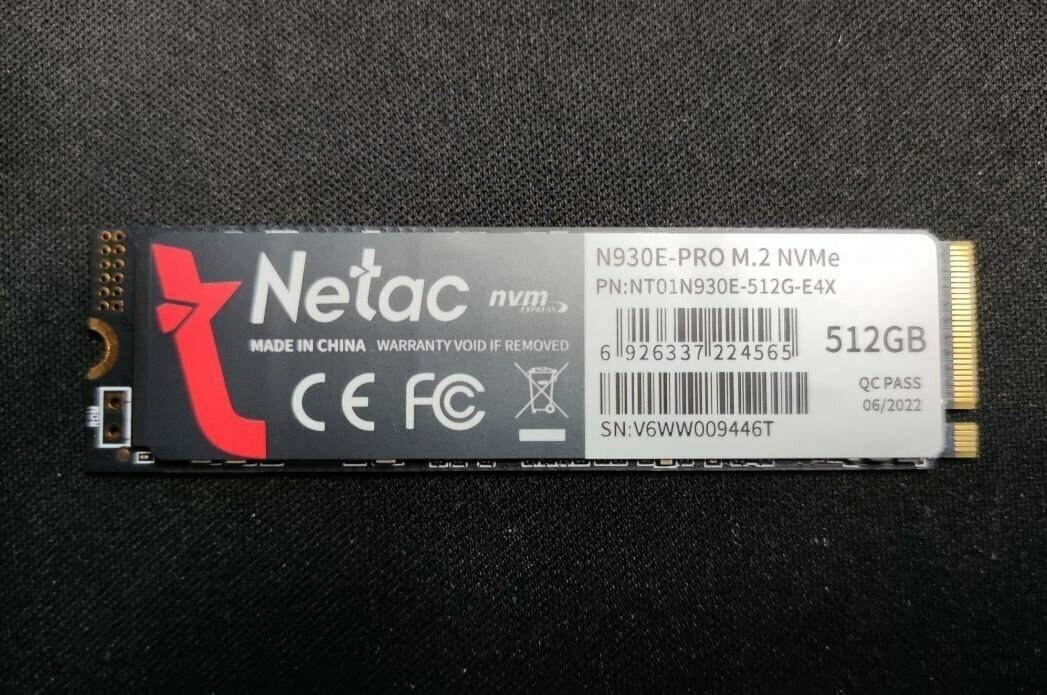 Netac
nvm
EXPRESS
MADE IN CHINA WARRANTY VOID IF REMOVED
CE FC
N930E-PRO M.2 NVMe
PN:NT01N930E-512G-E4X
6 926337 224565
512GB
QC PASS
06/2022
SN:V6WW009446T
ROM